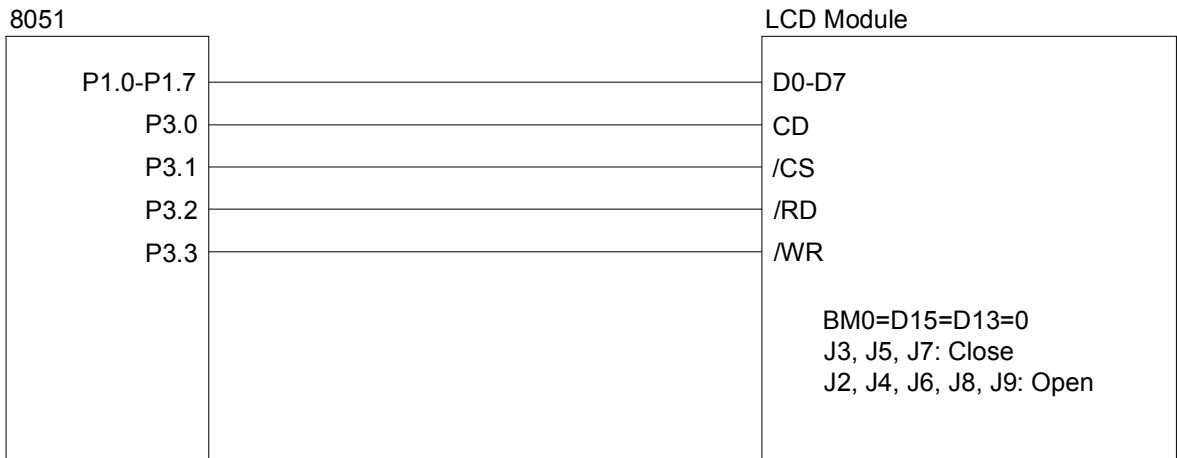 8051
LCD Module
P1.0-P1.7
D0-D7
P3.0
CD
P3.1
/CS
P3.2
/RD
P3.3
/WR
BM0=D15=D13=0
J3, J5, J7: Close
J2, J4, J6, J8, J9: Open